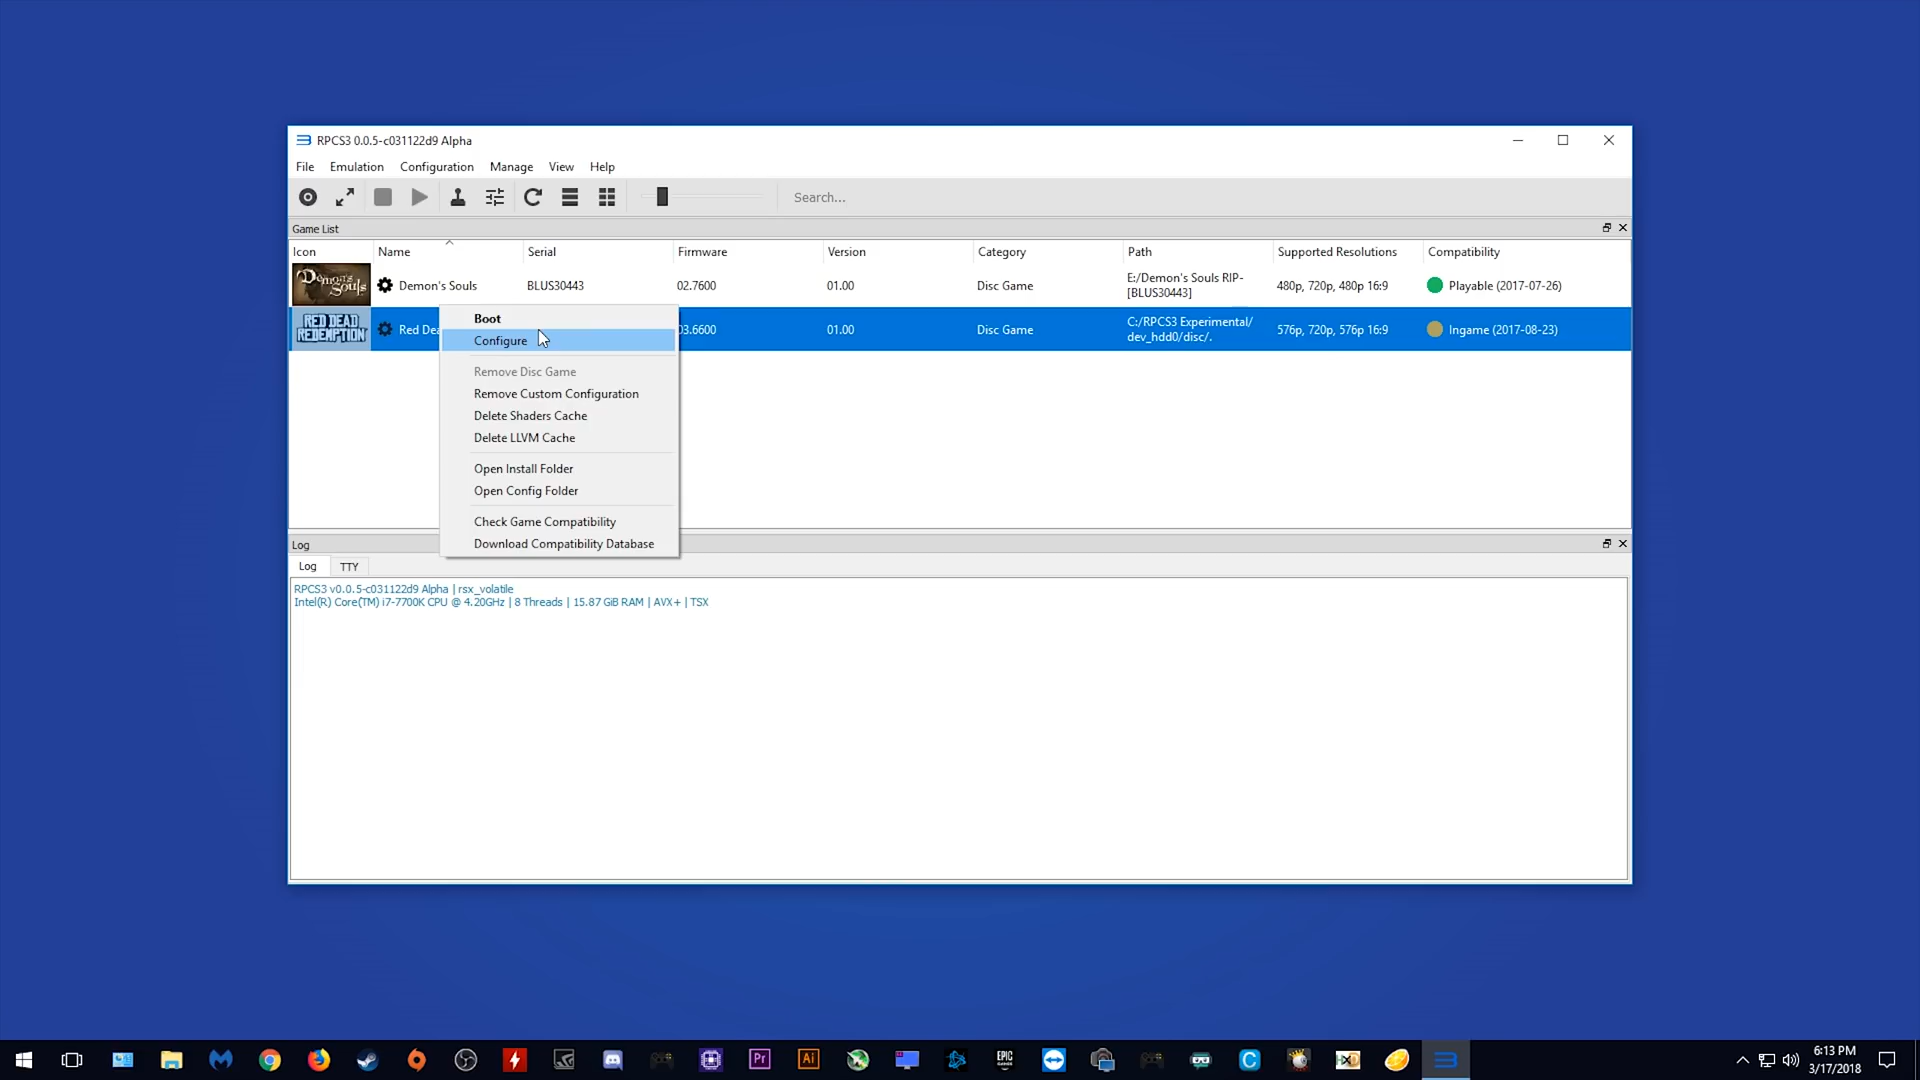 RPCS3 0.0.5-c031122d9 Alpha
File Emulation Configuration Manage View Help
Search...
Game List
Icon Name Serial Firmware Version Category Path Supported Resolutions Compatibility
Demon's Souls Demon's Souls BLUS30443 02.7600 01.00 Disc Game E:/Demon's Souls RIP-
[BLUS30443] 480p, 720p, 480p 16:9 Playable (2017-07-26)
RED DEAD
REDEMPTION Red Dea 03.6600 01.00 Disc Game C:/RPCS3 Experimental/
dev_hdd0/disc/. 576p, 720p, 576p 16:9 Ingame (2017-08-23)
Boot
Configure
Remove Disc Game
Remove Custom Configuration
Delete Shaders Cache
Delete LLVM Cache
Open Install Folder
Open Config Folder
Check Game Compatibility
Download Compatibility Database
Log
Log TTY
RPCS3 v0.0.5-c031122d9 Alpha | rsx_volatile
Intel(R) Core(TM) i7-7700K CPU @ 4.20GHz | 8 Threads | 15.87 GiB RAM | AVX+ | TSX
Pr Ai EPIC
GAMES C
6:13 PM
3/17/2018